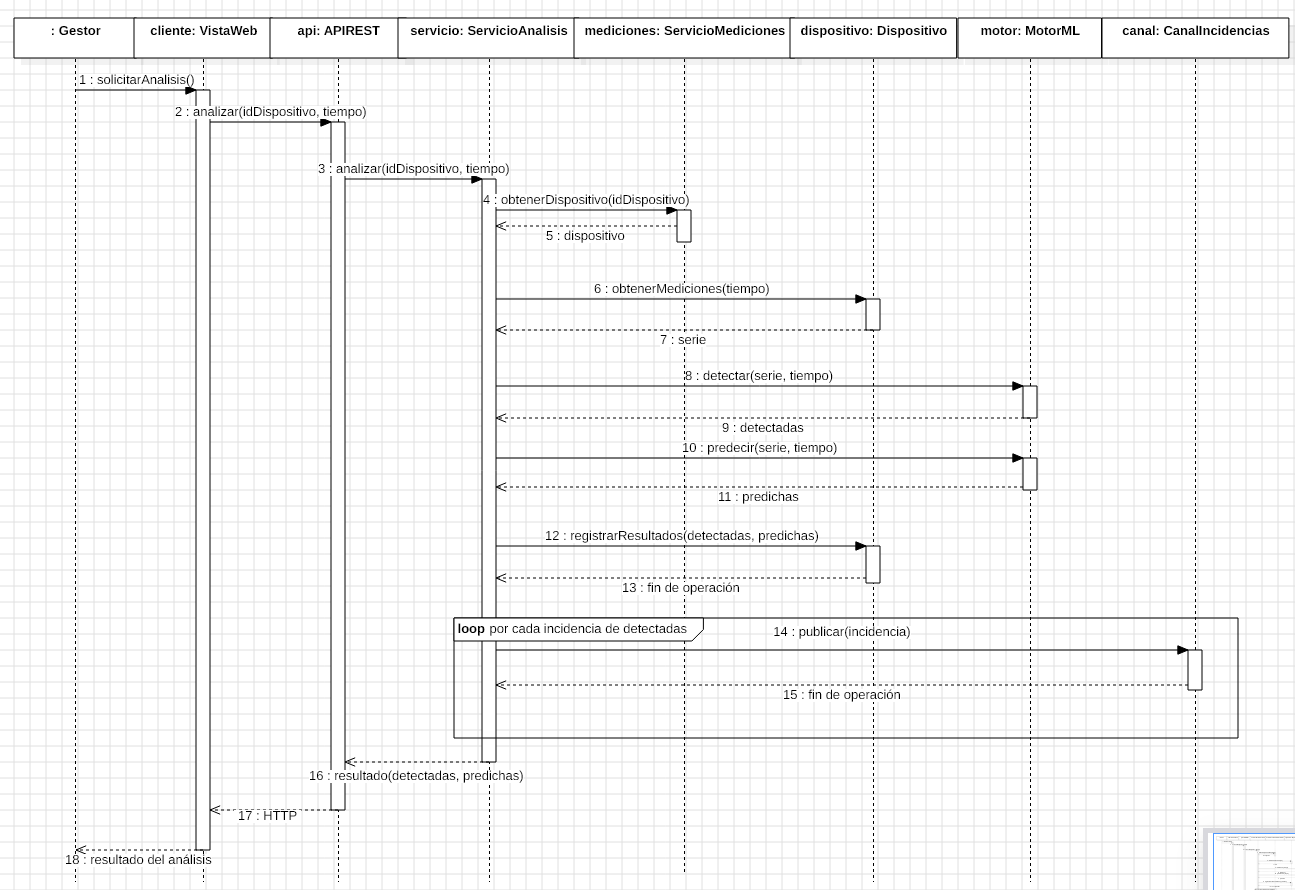 : Gestor
cliente: VistaWeb
api: APIREST
servicio: ServicioAnalisis
mediciones: ServicioMediciones
dispositivo: Dispositivo
motor: MotorML
canal: CanalIncidencias
1 : solicitarAnalisis()
2 : analizar(idDispositivo, tiempo)
3 : analizar(idDispositivo, tiempo)
4 : obtenerDispositivo(idDispositivo)
5 : dispositivo
6 : obtenerMediciones(tiempo)
7 : serie
8 : detectar(serie, tiempo)
9 : detectadas
10 : predecir(serie, tiempo)
11 : predichas
12 : registrarResultados(detectadas, predichas)
13 : fin de operación
loop por cada incidencia de detectadas
14 : publicar(incidencia)
15 : fin de operación
16 : resultado(detectadas, predichas)
17 : HTTP
18 : resultado del análisis